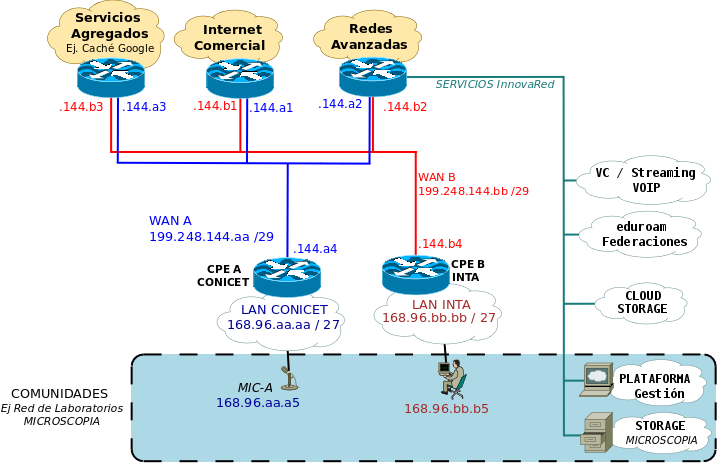 Servicios
Agregados
Ej. Caché Google
Internet
Comercial
Redes
Avanzadas
SERVICIOS InnovaRed
.144.b3
.144.a3
.144.b1
.144.a1
.144.a2
.144.b2
WAN B
199.248.144.bb /29
WAN A
199.248.144.aa /29
.144.a4
.144.b4
CPE A
CONICET
CPE B
INTA
LAN CONICET
168.96.aa.aa / 27
LAN INTA
168.96.bb.bb / 27
VC / Streaming
VOIP
eduroam
Federaciones
CLOUD
STORAGE
COMUNIDADES
Ej Red de Laboratorios
MICROSCOPIA
MIC-A
168.96.aa.a5
168.96.bb.b5
PLATAFORMA
Gestión
STORAGE
MICROSCOPIA